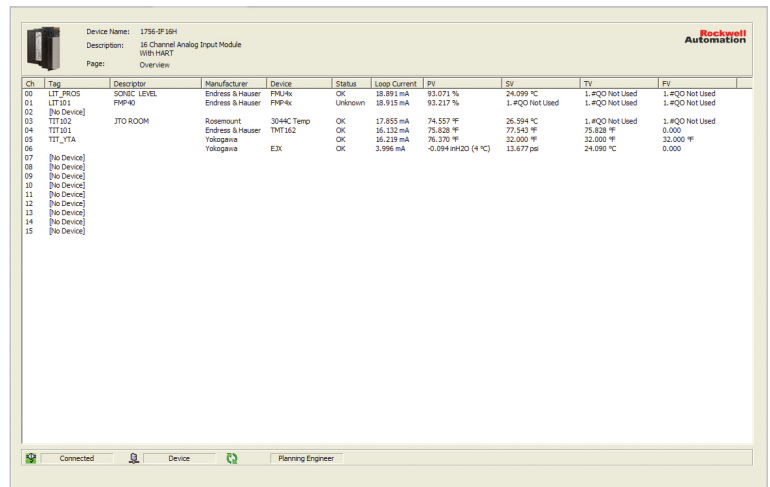 Device Name: 1756-IF16H
Description: 16 Channel Analog Input Module
With HART
Page: Overview
Rockwell
Automation
Ch Tag Descriptor Manufacturer Device Status Loop Current PV SV TV FV
00 LIT_PROS SONIC LEVEL Endress & Hauser FMU4x OK 18.891 mA 93.071 % 24.099 °C 1.#QO Not Used 1.#QO Not Used
01 LIT101 FMP40 Endress & Hauser FMP4x Unknown 18.915 mA 93.217 % 1.#QO Not Used 1.#QO Not Used 1.#QO Not Used
02 [No Device]
03 TIT102 JTO ROOM Rosemount 3044C Temp OK 17.855 mA 74.557 °F 26.594 °C 1.#QO Not Used 1.#QO Not Used
04 TIT101 Endress & Hauser TMT162 OK 16.132 mA 75.828 °F 77.543 °F 75.828 °F 0.000
05 TIT_YTA Yokogawa OK 16.219 mA 76.370 °F 32.000 °F 32.000 °F 32.000 °F
06 Yokogawa EJX OK 3.996 mA -0.094 inH2O (4 °C) 13.677 psi 24.090 °C 0.000
07 [No Device]
08 [No Device]
09 [No Device]
10 [No Device]
11 [No Device]
12 [No Device]
13 [No Device]
14 [No Device]
15 [No Device]
Connected Device Planning Engineer